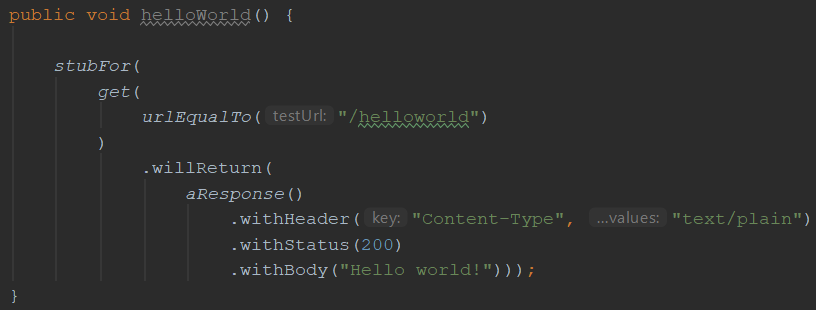 public void helloWorld() {
stubFor(
get(
urlEqualTo( testUrl: "/helloworld")
)
.willReturn(
aResponse()
.withHeader( key: "Content-Type", ...values: "text/plain")
.withStatus(200)
.withBody("Hello world!")));
}